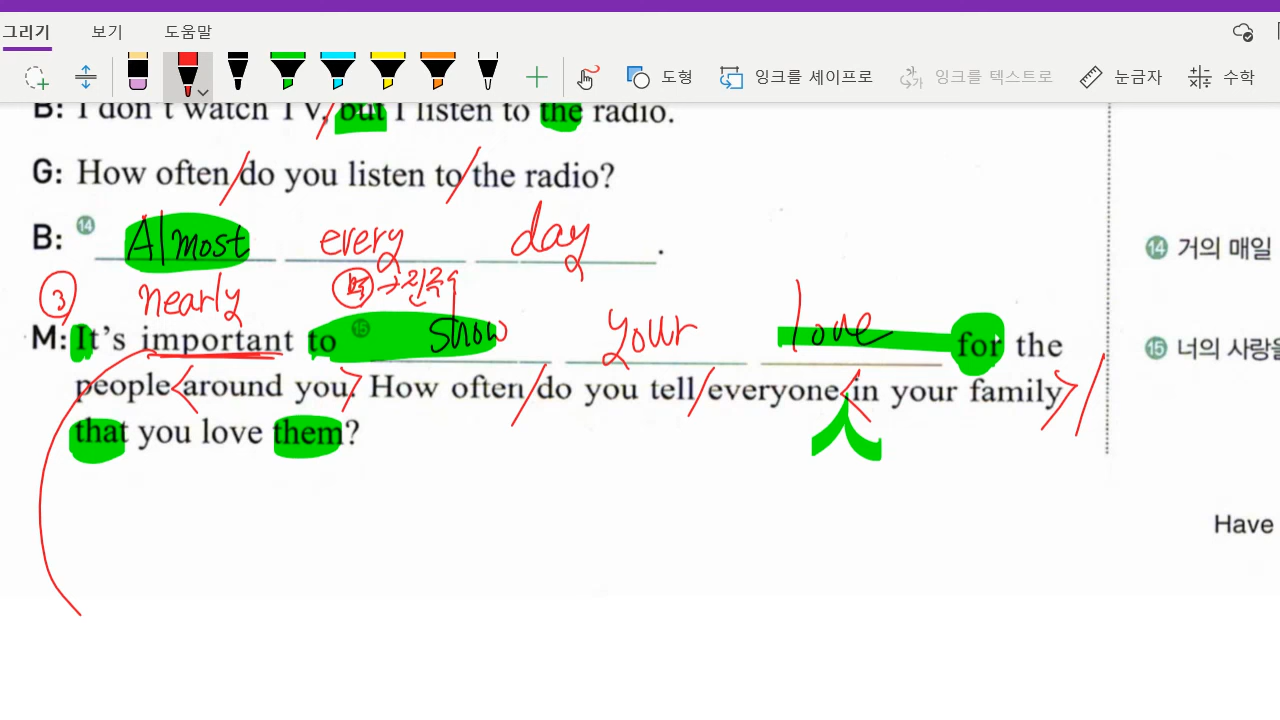 그리기 보기 도움말
도형 잉크를 셰이프로 잉크를 텍스트로 눈금자 수학
B: I don't watch TV, but I listen to the radio.
G: How often do you listen to the radio?
B: ⑭ Almost every day.
⑭ 거의 매일
③ nearly
M: It's important to ⑮ show your love for the
⑮ 너의 사랑을
people around you. How often do you tell everyone in your family
that you love them?
Have